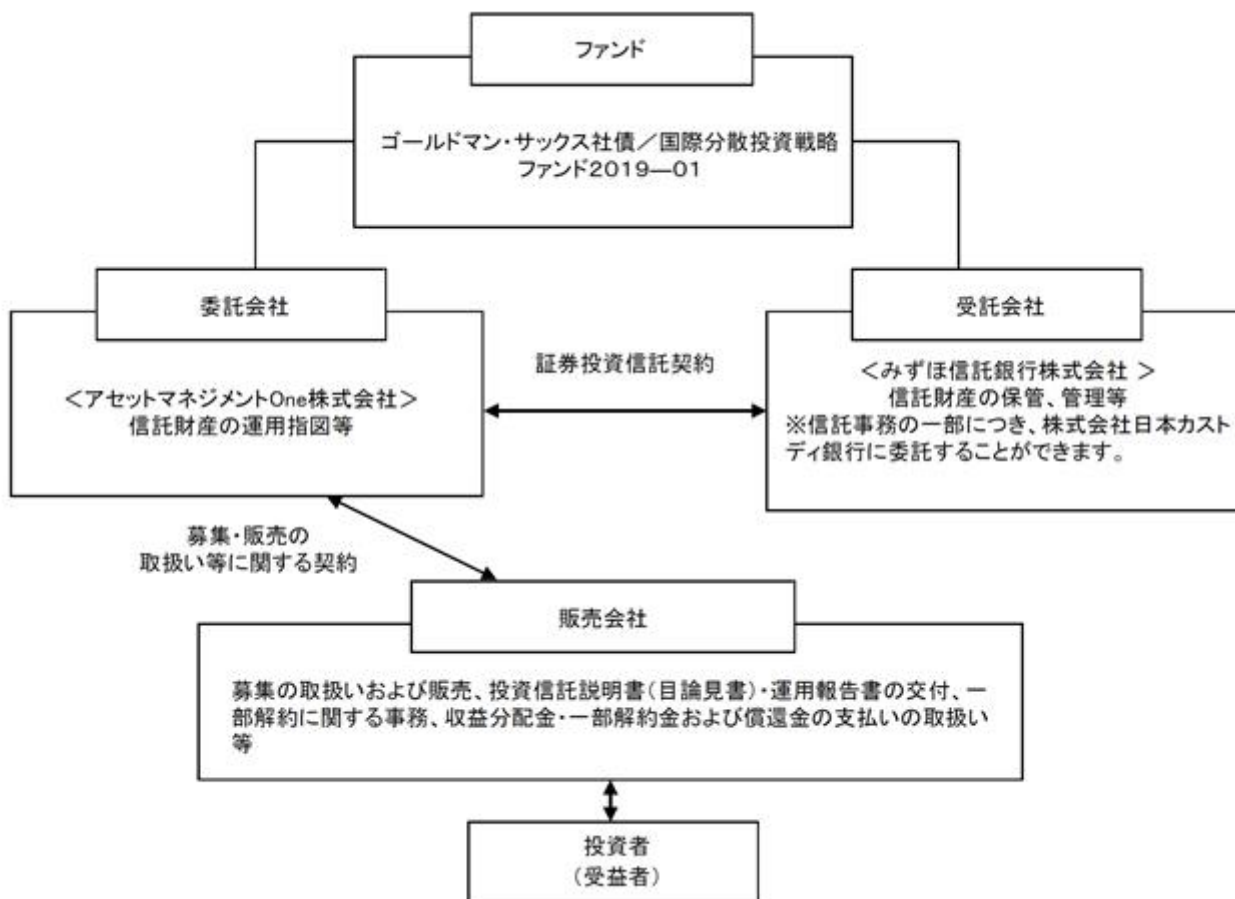 ファンド
ゴールドマン・サックス社債／国際分散投資戦略
ファンド２０１９―０１
委託会社
＜アセットマネジメントOne株式会社＞
信託財産の運用指図等
証券投資信託契約
受託会社
＜みずほ信託銀行株式会社 ＞
信託財産の保管、管理等
※信託事務の一部につき、株式会社日本カスト
ディ銀行に委託することができます。
募集・販売の
取扱い等に関する契約
販売会社
募集の取扱いおよび販売、投資信託説明書（目論見書）・運用報告書の交付、一
部解約に関する事務、収益分配金・一部解約金および償還金の支払いの取扱い
等
投資者
（受益者）